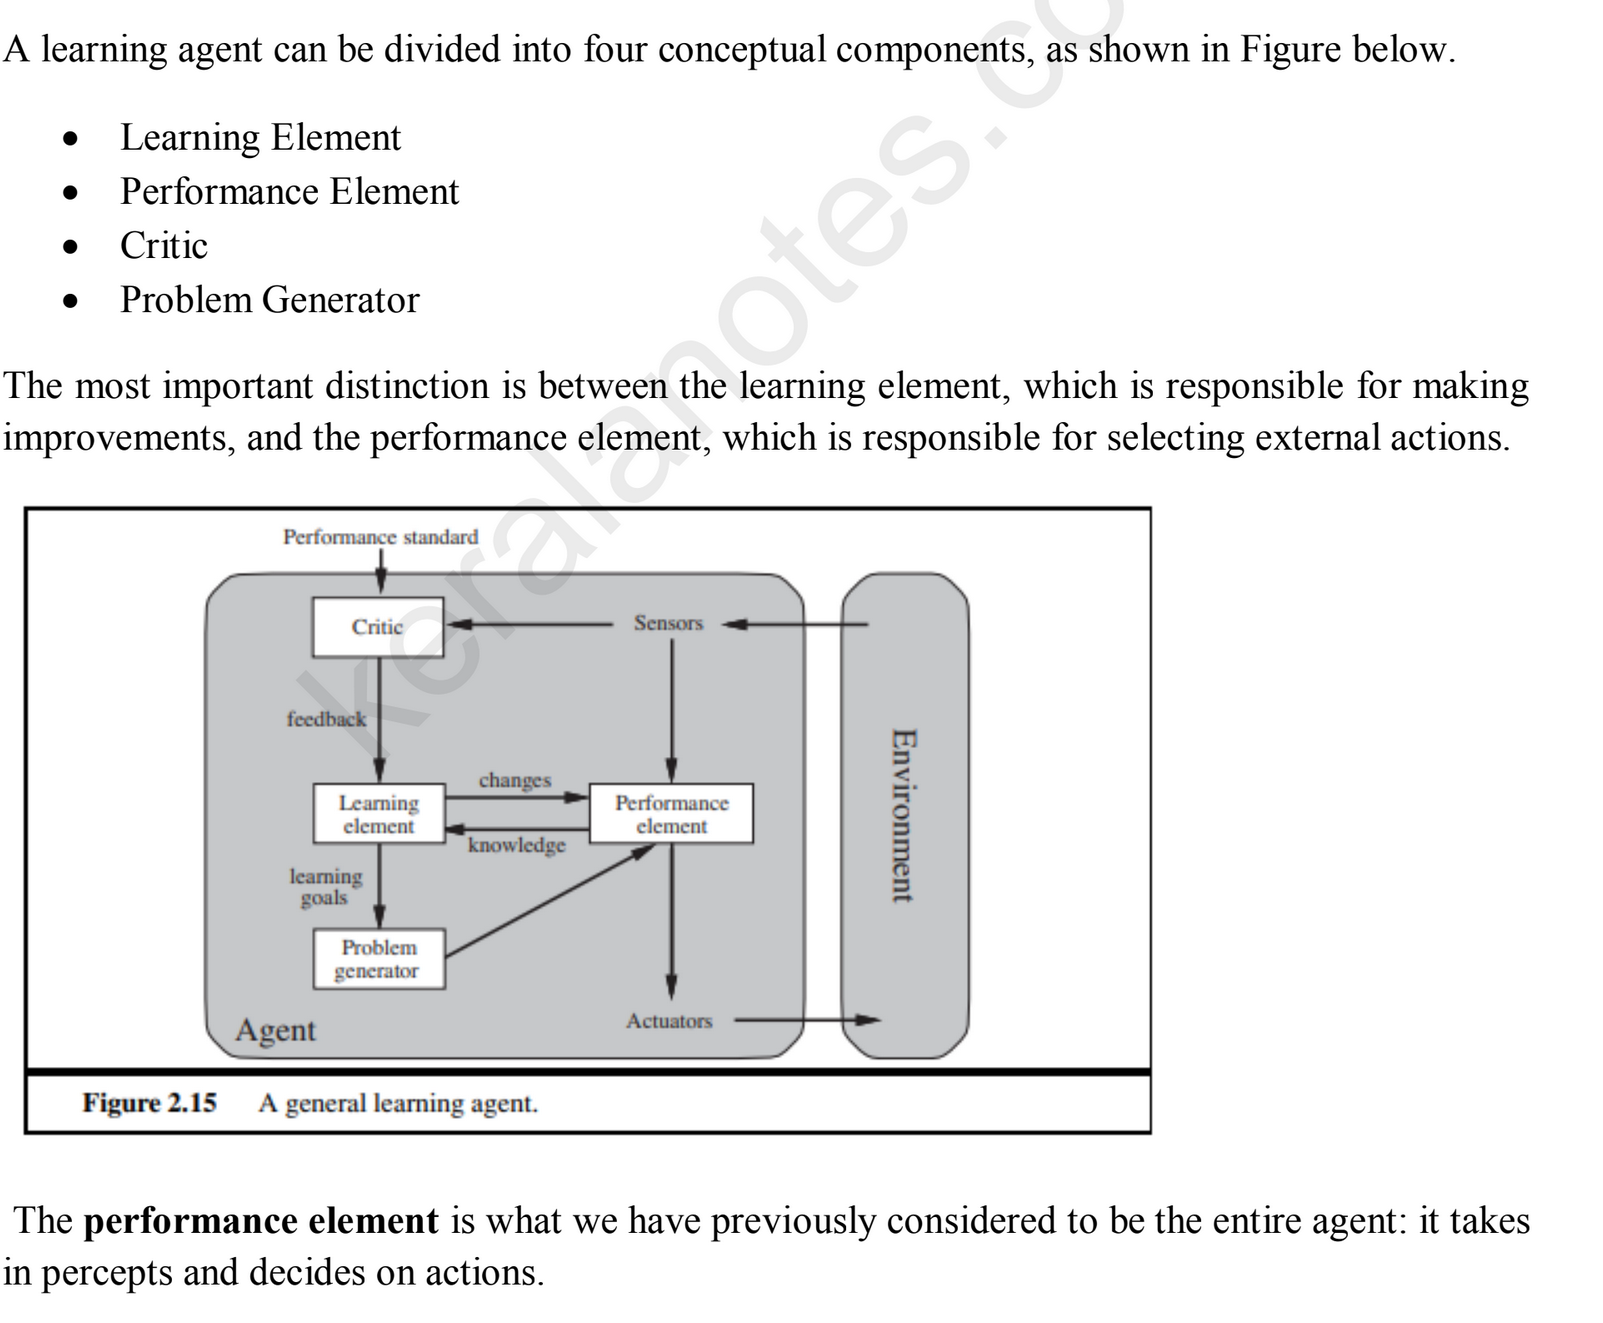 A learning agent can be divided into four conceptual components, as shown in Figure below.
• Learning Element
• Performance Element
• Critic
• Problem Generator
The most important distinction is between the learning element, which is responsible for making
improvements, and the performance element, which is responsible for selecting external actions.
Performance standard
Critic
Sensors
feedback
changes
Learning
element
Performance
element
knowledge
learning
goals
Problem
generator
Agent
Actuators
Environment
Figure 2.15 A general learning agent.
The performance element is what we have previously considered to be the entire agent: it takes
in percepts and decides on actions.
keralanotes.co